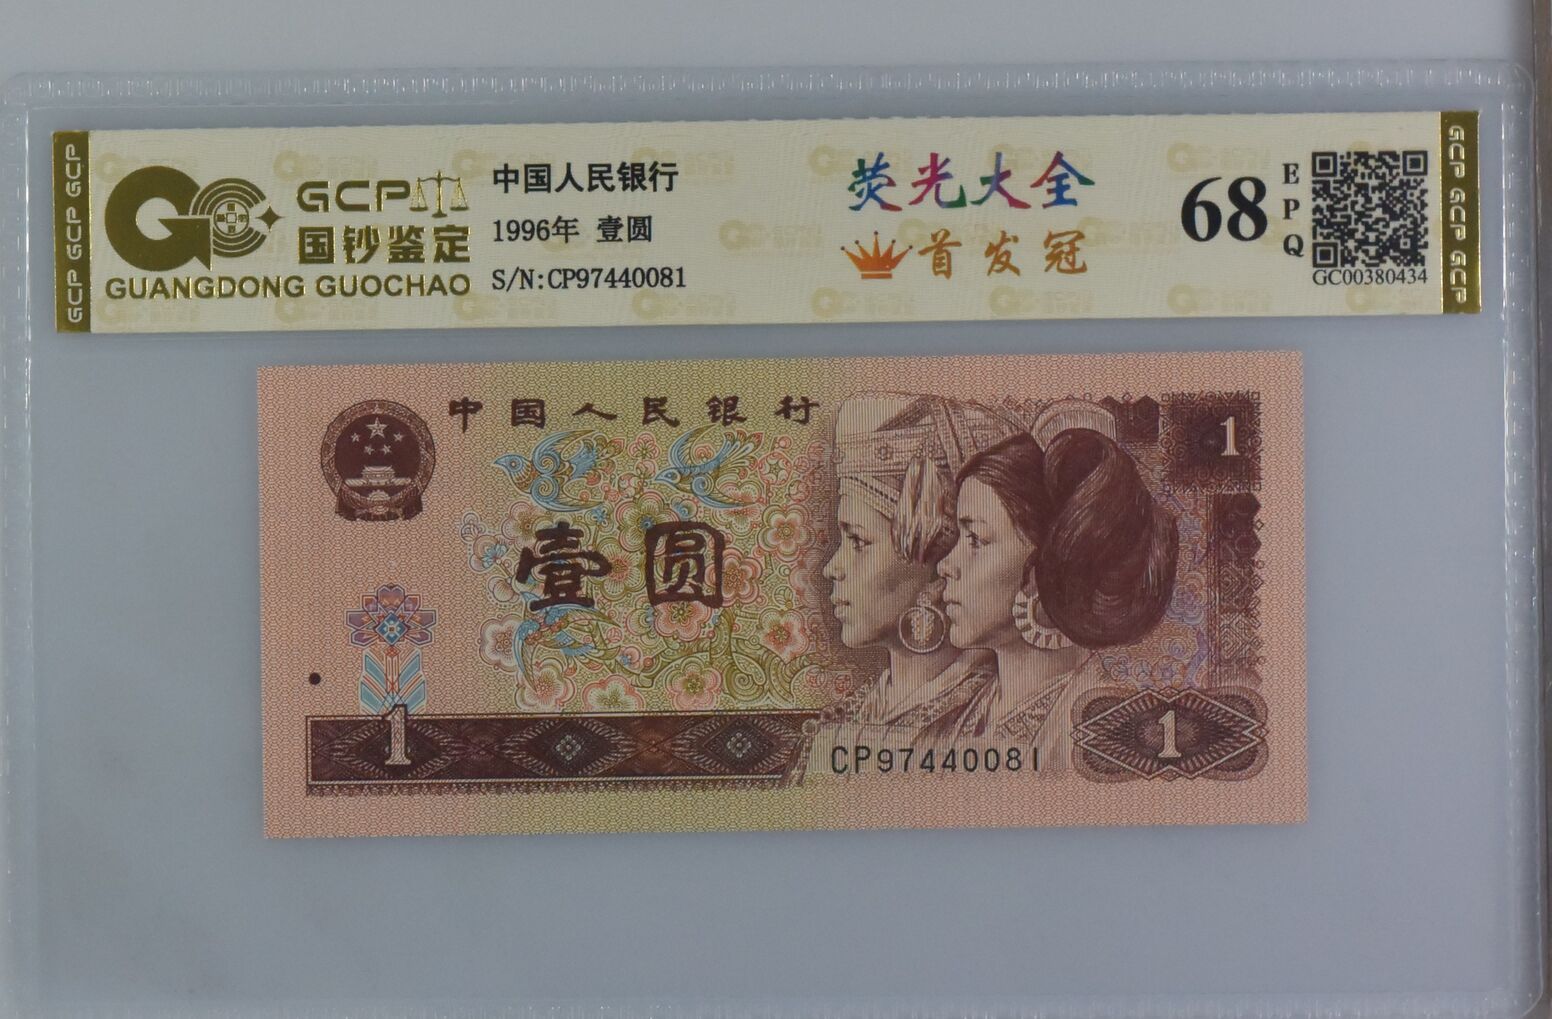 GCP GCP GCP
GCP
国钞鉴定
GUANGDONG GUOCHAO
中国人民银行
1996年 壹圆
S/N:CP97440081
荧光大全
首发冠
68
EPQ
GC00380434
GCP GCP GCP
中国人民银行
1
壹圆
1
CP97440081
1